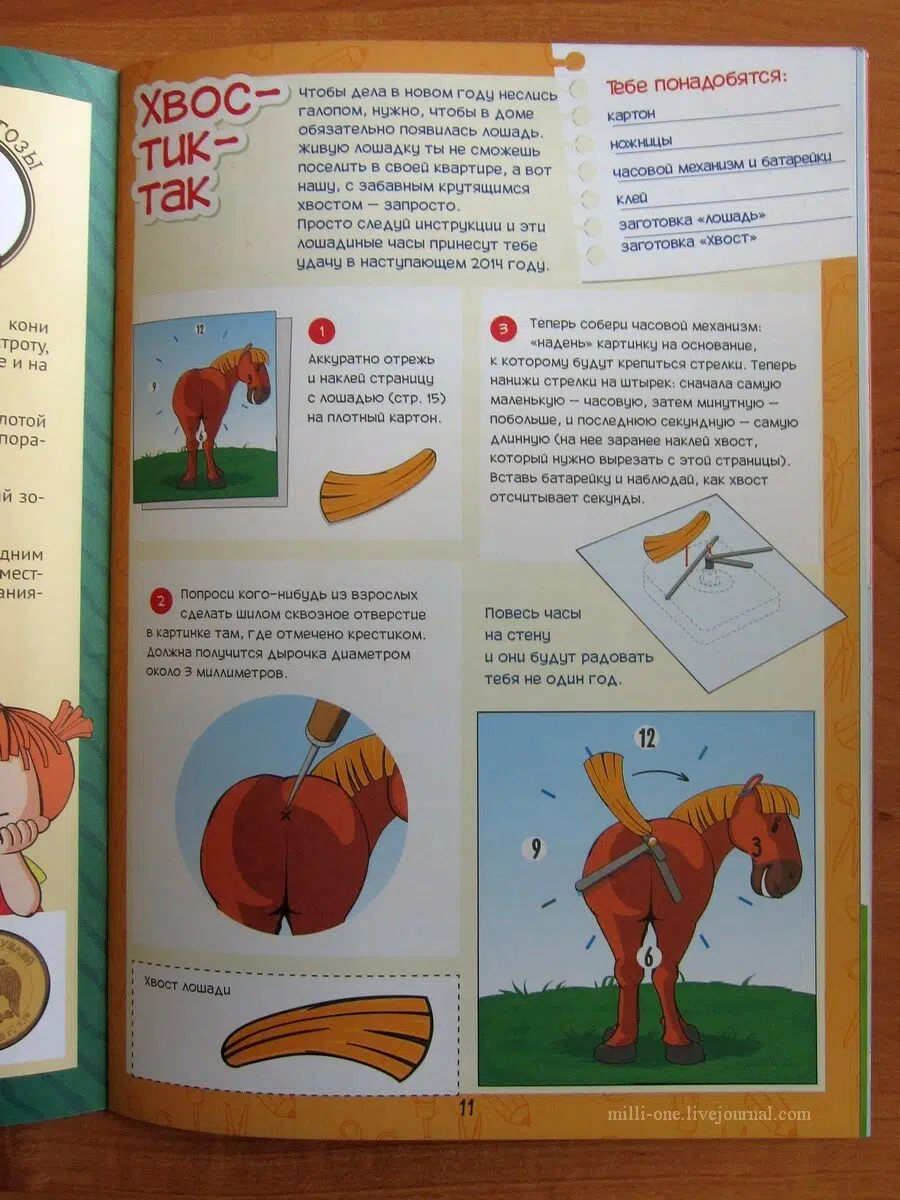 ГОЗЫ
кони
троту,
е и на
лотой
пора-
й зо-
дним
мест-
ания-
ХВОС-
ТИК-
ТАК
Чтобы дела в новом году неслись
галопом, нужно, чтобы в доме
обязательно появилась лошадь.
Живую лошадку ты не сможешь
поселить в своей квартире, а вот
нашу, с забавным крутящимся
хвостом — запросто.
Просто следуй инструкции и эти
лошадиные часы принесут тебе
удачу в наступающем 2014 году.
Тебе понадобятся:
картон
ножницы
часовой механизм и батарейки
клей
заготовка «лошадь»
заготовка «хвост»
12
9
6
1
Аккуратно отрежь
и наклей страницу
с лошадью (стр. 15)
на плотный картон.
2
Попроси кого-нибудь из взрослых
сделать шилом сквозное отверстие
в картинке там, где отмечено крестиком.
Должна получится дырочка диаметром
около 3 миллиметров.
Хвост лошади
3
Теперь собери часовой механизм:
«надень» картинку на основание,
к которому будут крепиться стрелки. Теперь
нанижи стрелки на штырек: сначала самую
маленькую — часовую, затем минутную —
побольше, и последнюю секундную — самую
длинную (на нее заранее наклей хвост,
который нужно вырезать с этой страницы).
Вставь батарейку и наблюдай, как хвост
отсчитывает секунды.
Повесь часы
на стену
и они будут радовать
тебя не один год.
12
9
3
6
11
milli-one.livejournal.com